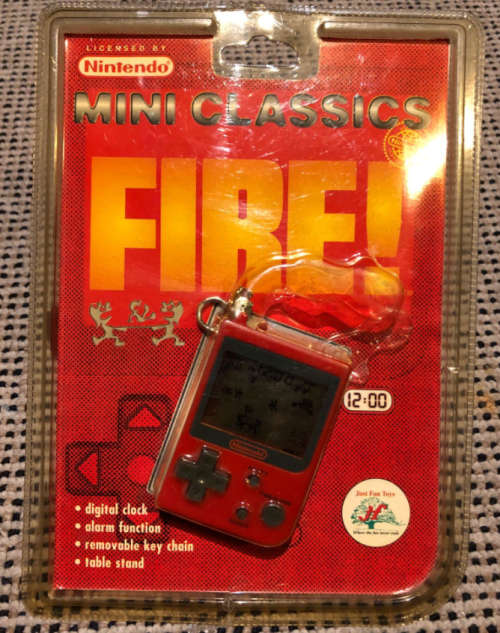 LICENSED BY
Nintendo
MINI CLASSICS
FIRE!
&
12:00
Nintendo
• digital clock
• alarm function
• removable key chain
• table stand
Just Fun Toys